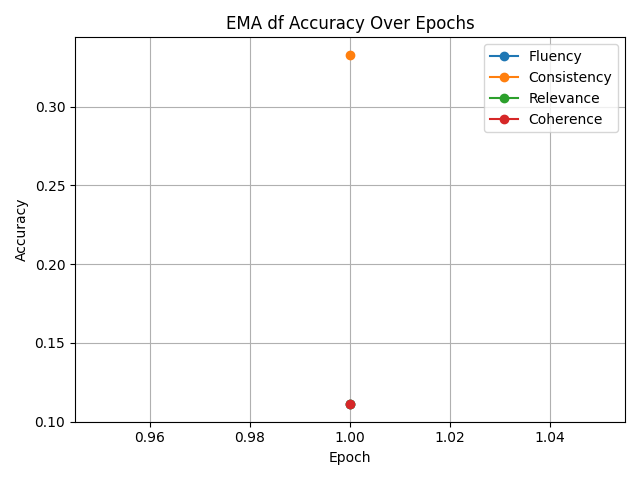 EMA df Accuracy Over Epochs
Fluency
Consistency
Relevance
Coherence
Accuracy
0.30
0.25
0.20
0.15
0.10
0.96 0.98 1.00 1.02 1.04
Epoch